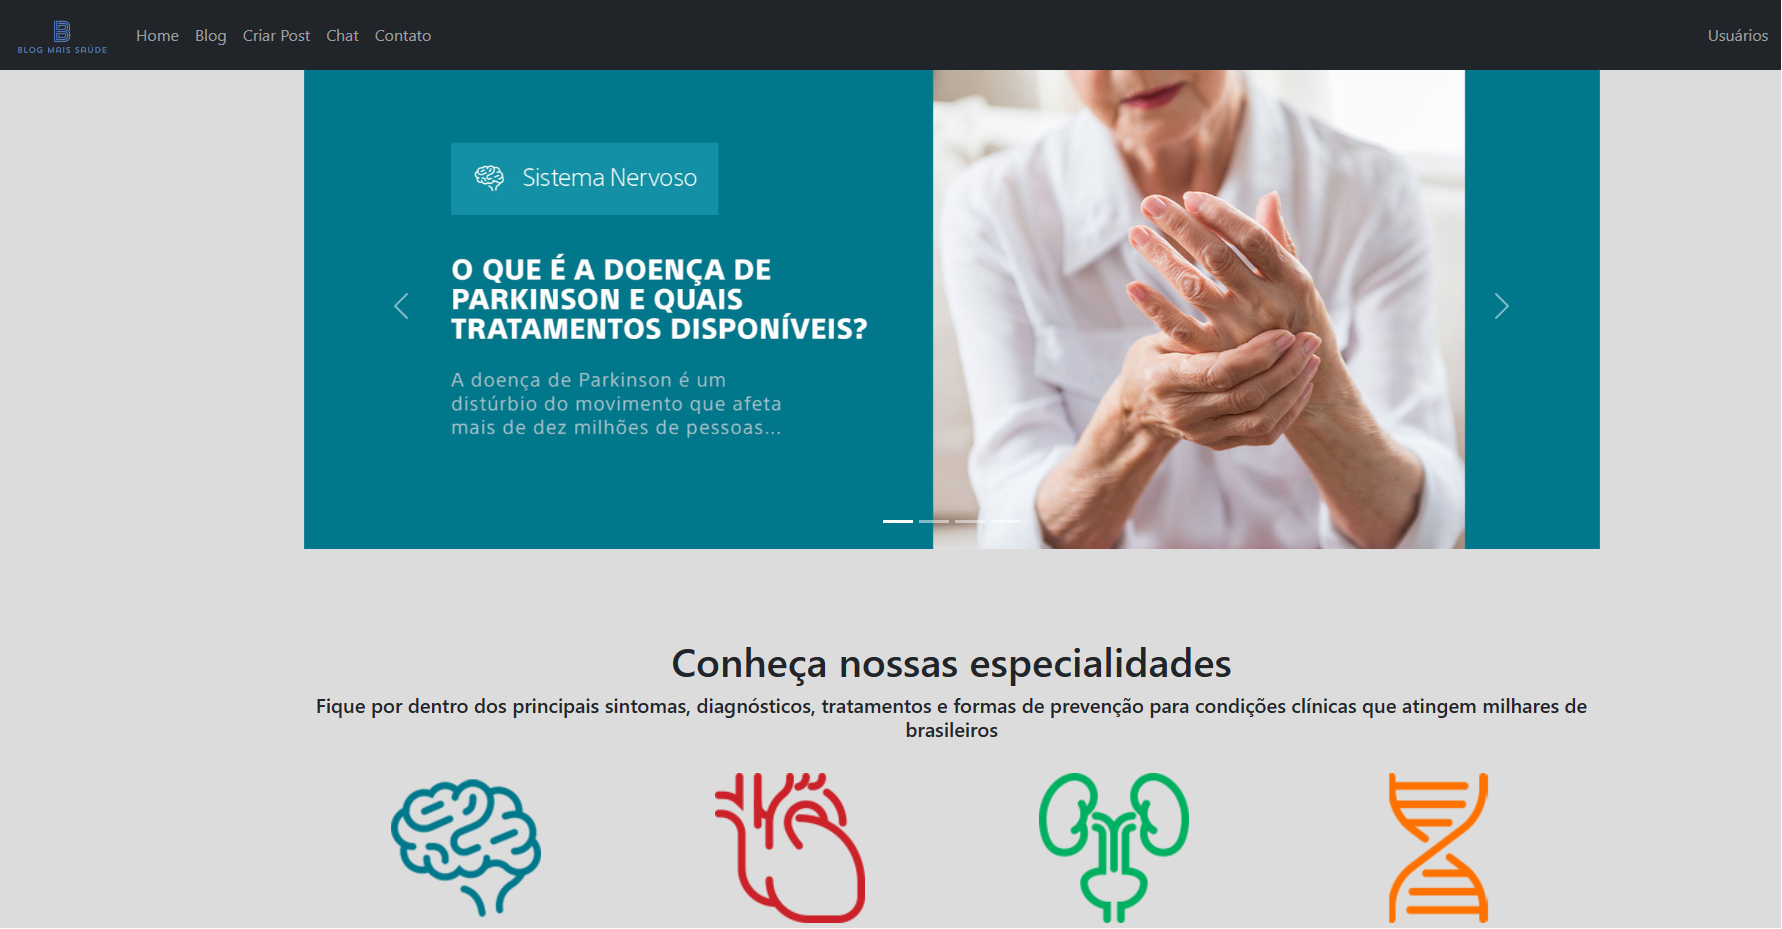 BLOG MAIS SAÚDE
Home Blog Criar Post Chat Contato Usuários
Sistema Nervoso
O QUE É A DOENÇA DE
PARKINSON E QUAIS
TRATAMENTOS DISPONÍVEIS?
A doença de Parkinson é um
distúrbio do movimento que afeta
mais de dez milhões de pessoas...
Conheça nossas especialidades
Fique por dentro dos principais sintomas, diagnósticos, tratamentos e formas de prevenção para condições clínicas que atingem milhares de
brasileiros